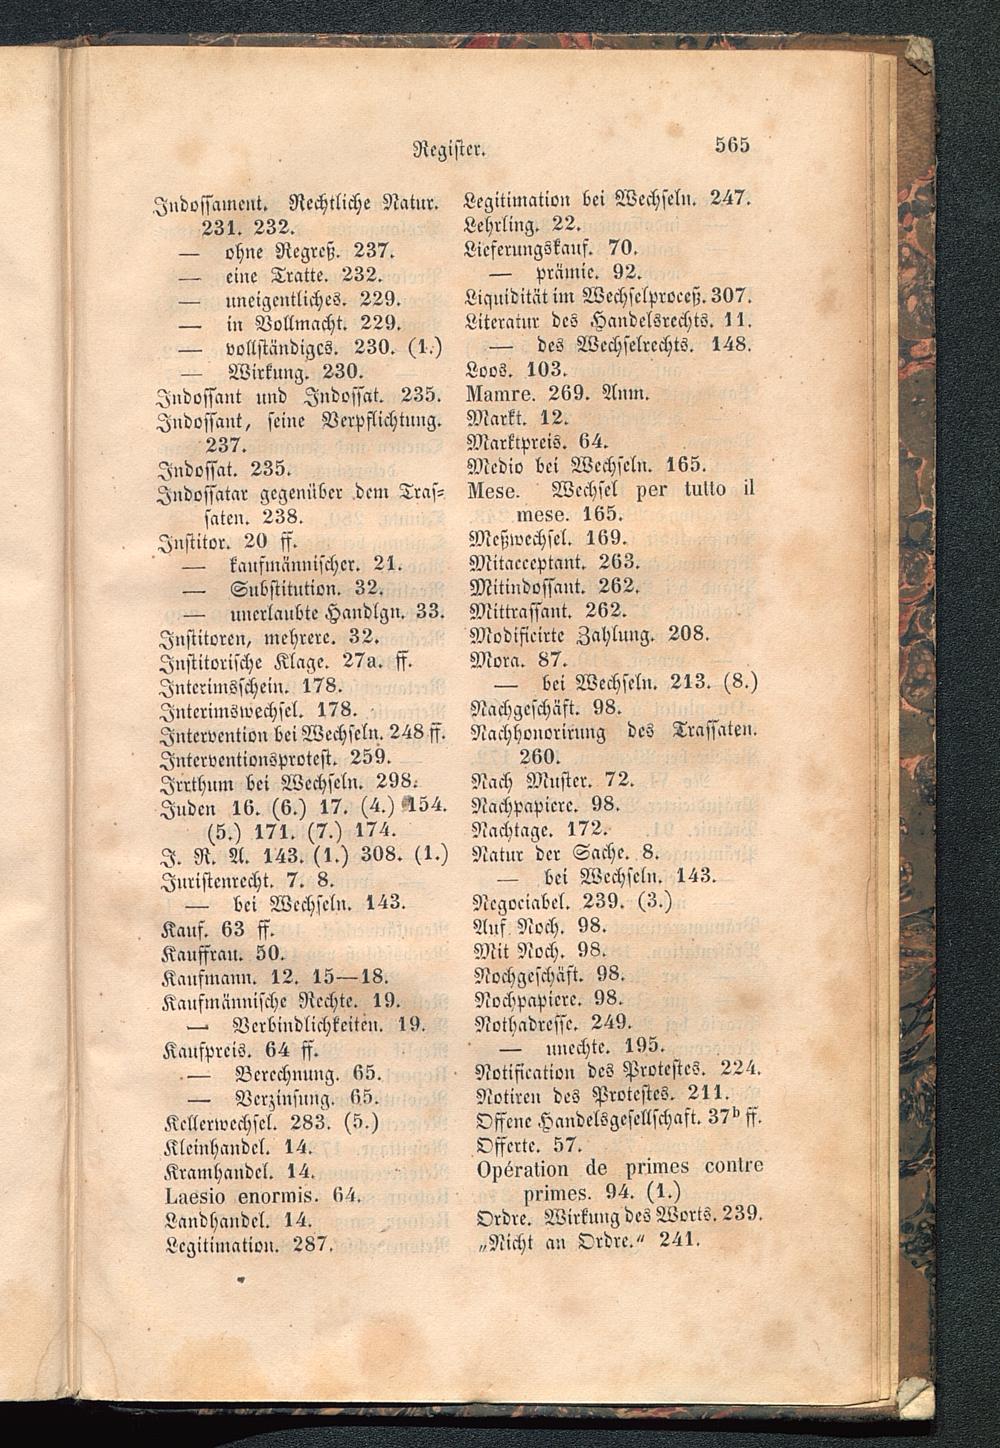 Register.
565
Indossament. Rechtliche Natur.
231. 232.
— ohne Regreß. 237.
— eine Tratte. 232.
— uneigentliches. 229.
— in Vollmacht. 229.
— vollständiges. 230. (1.)
— Wirkung. 230.
Indossant und Indossat. 235.
Indossant, seine Verpflichtung.
237.
Indossat. 235.
Indossatar gegenüber dem Tras-
saten. 238.
Institor. 20 ff.
— kaufmännischer. 21.
— Substitution. 32.
— unerlaubte Handlgn. 33.
Institoren, mehrere. 32.
Institorische Klage. 27a. ff.
Interimsschein. 178.
Interimswechsel. 178.
Intervention bei Wechseln. 248 ff.
Interventionsprotest. 259.
Irrthum bei Wechseln. 298.
Juden 16. (6.) 17. (4.) 154.
(5.) 171. (7.) 174.
J. R. A. 143. (1.) 308. (1.)
Juristenrecht. 7. 8.
— bei Wechseln. 143.
Kauf. 63 ff.
Kauffrau. 50.
Kaufmann. 12. 15—18.
Kaufmännische Rechte. 19.
— Verbindlichkeiten. 19.
Kaufpreis. 64 ff.
— Berechnung. 65.
— Verzinsung. 65.
Kellerwechsel. 283. (5.)
Kleinhandel. 14.
Kramhandel. 14.
Laesio enormis. 64.
Landhandel. 14.
Legitimation. 287.
Legitimation bei Wechseln. 247.
Lehrling. 22.
Lieferungskauf. 70.
— prämie. 92.
Liquidität im Wechselproceß. 307.
Literatur des Handelsrechts. 11.
— des Wechselrechts. 148.
Loos. 103.
Mamre. 269. Anm.
Markt. 12.
Marktpreis. 64.
Medio bei Wechseln. 165.
Mese. Wechsel per tutto il
mese. 165.
Meßwechsel. 169.
Mitacceptant. 263.
Mitindossant. 262.
Mittrassant. 262.
Modificirte Zahlung. 208.
Mora. 87.
— bei Wechseln. 213. (8.)
Nachgeschäft. 98.
Nachhonorirung des Trassaten.
260.
Nach Muster. 72.
Nachpapiere. 98.
Nachtage. 172.
Natur der Sache. 8.
— bei Wechseln. 143.
Negociabel. 239. (3.)
Auf Noch. 98.
Mit Noch. 98.
Nochgeschäft. 98.
Nochpapiere. 98.
Nothadresse. 249.
— unechte. 195.
Notification des Protestes. 224.
Notiren des Protestes. 211.
Offene Handelsgesellschaft. 37b ff.
Offerte. 57.
Opération de primes contre
primes. 94. (1.)
Ordre. Wirkung des Worts. 239.
„Nicht an Ordre.“ 241.